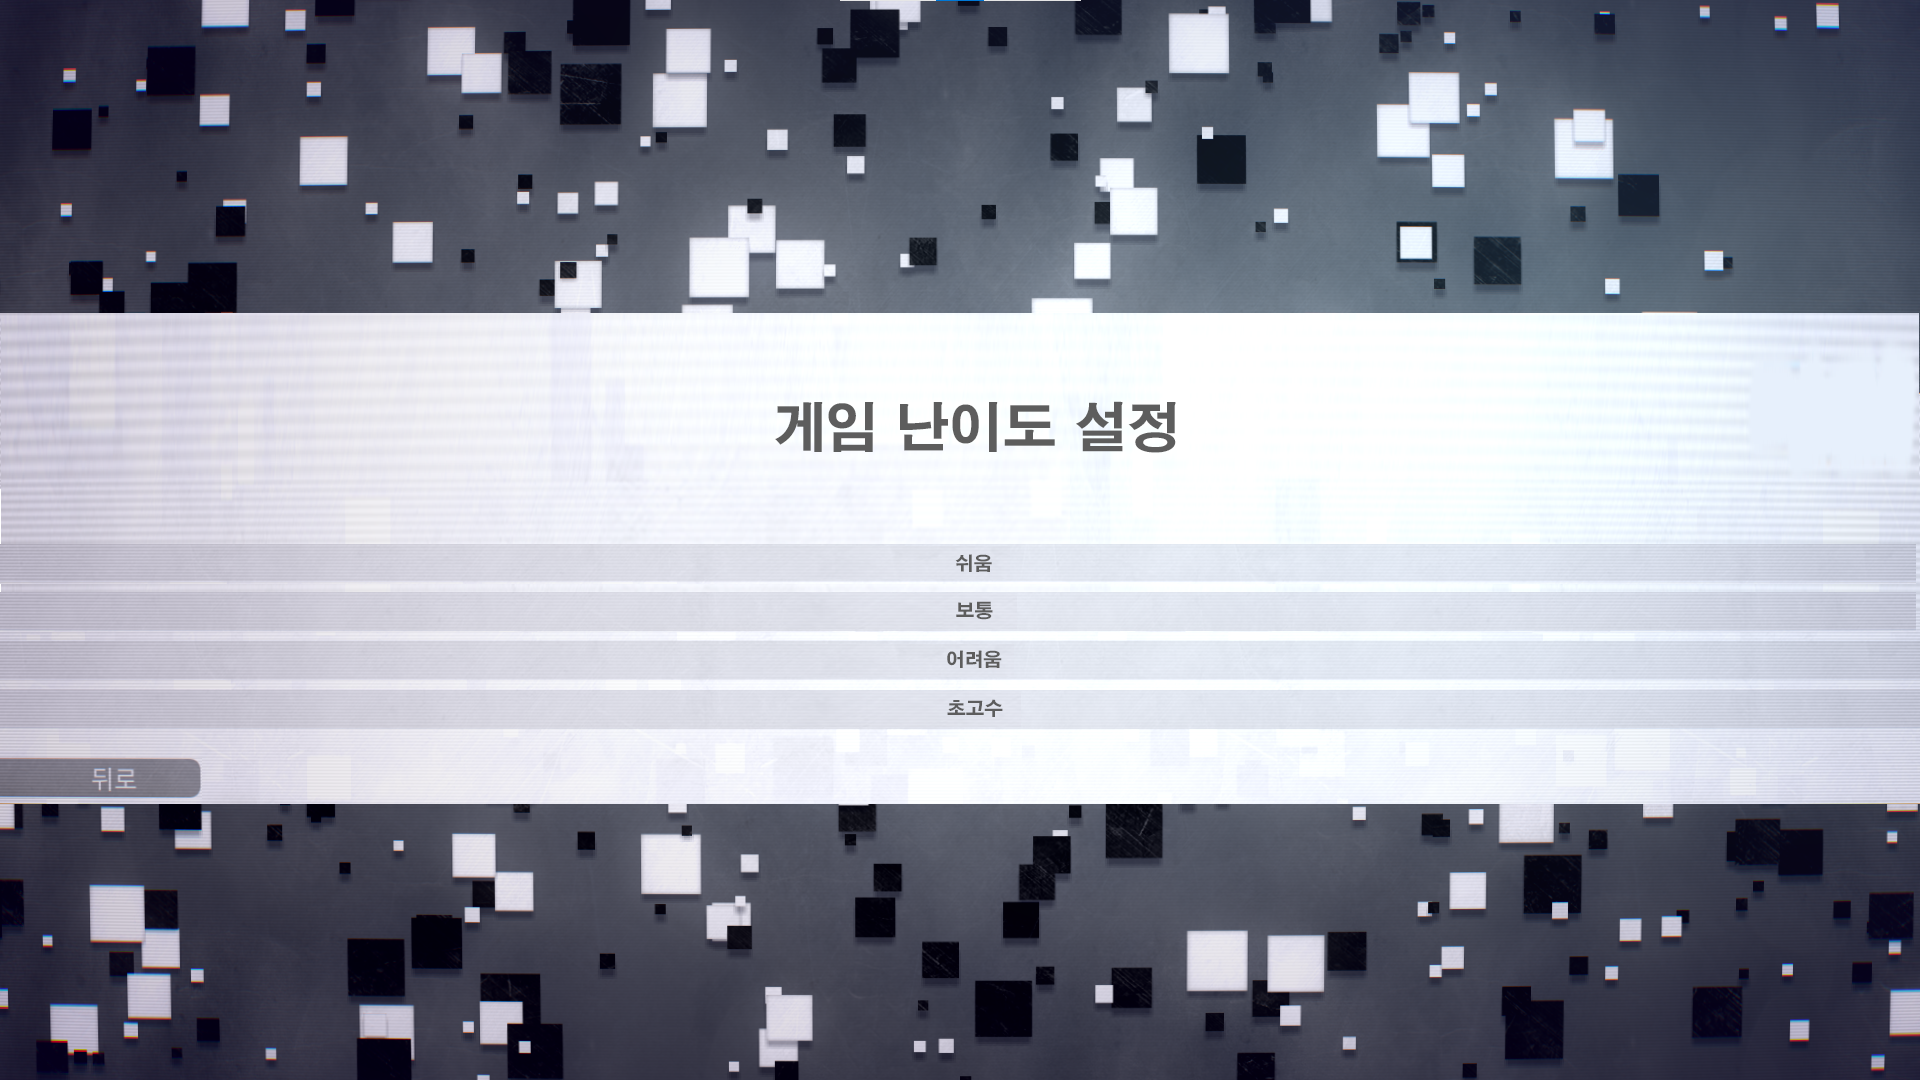 게임 난이도 설정
쉬움
보통
어려움
초고수
뒤로